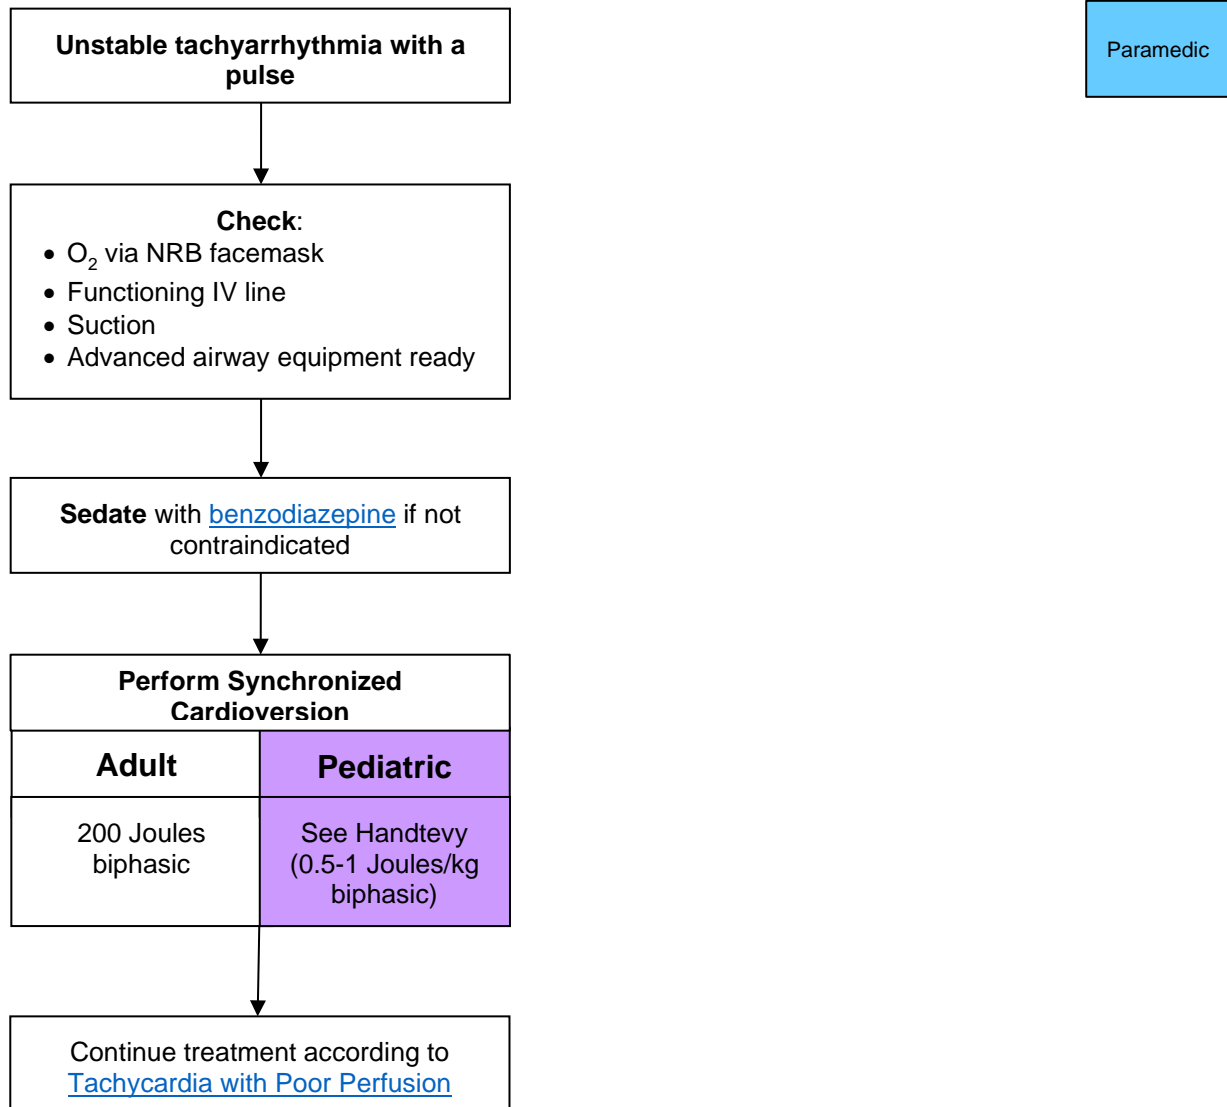 Unstable tachyarrhythmia with a
pulse
Paramedic
Check:
• O₂ via NRB facemask
• Functioning IV line
• Suction
• Advanced airway equipment ready
Sedate with benzodiazepine if not
contraindicated
Perform Synchronized
Cardioversion
Adult
Pediatric
200 Joules
biphasic
See Handtevy
(0.5-1 Joules/kg
biphasic)
Continue treatment according to
Tachycardia with Poor Perfusion